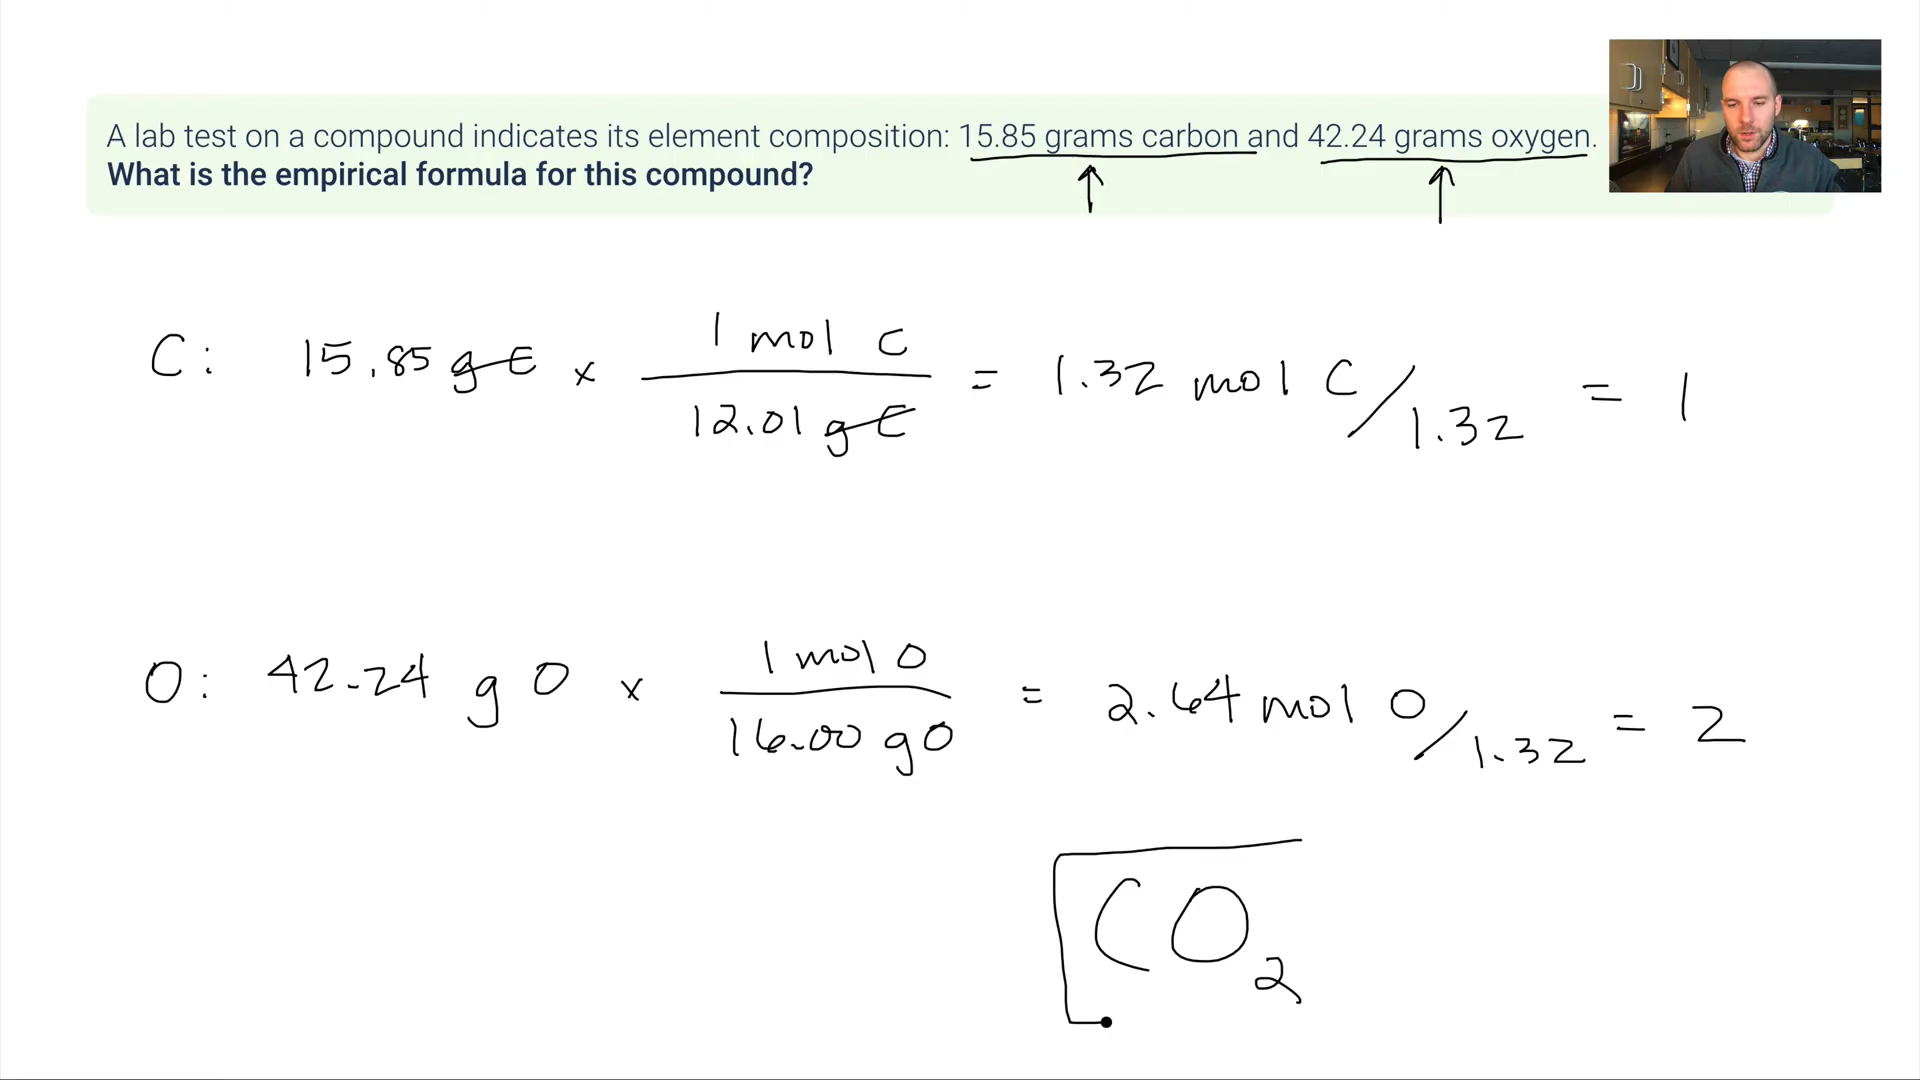 A lab test on a compound indicates its element composition: 15.85 grams carbon and 42.24 grams oxygen.
What is the empirical formula for this compound?
C: 15.85 g C x 1 mol C / 12.01 g C = 1.32 mol C / 1.32 = 1
O: 42.24 g O x 1 mol O / 16.00 g O = 2.64 mol O / 1.32 = 2
CO₂